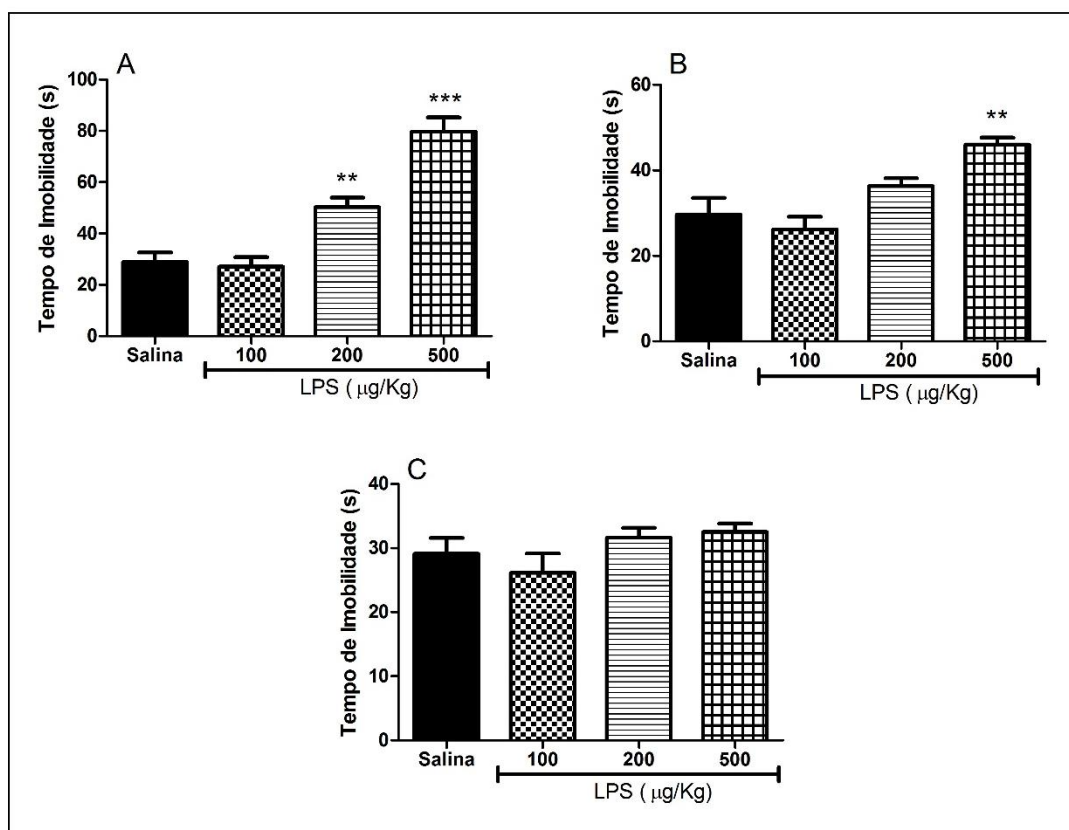 A
Tempo de Imobilidade (s)
100
80
60
40
20
0
**
***
Salina
100
200
500
LPS ( μg/Kg)
B
Tempo de Imobilidade (s)
60
40
20
0
**
Salina
100
200
500
LPS ( μg/Kg)
C
Tempo de Imobilidade (s)
40
30
20
10
0
Salina
100
200
500
LPS ( μg/Kg)